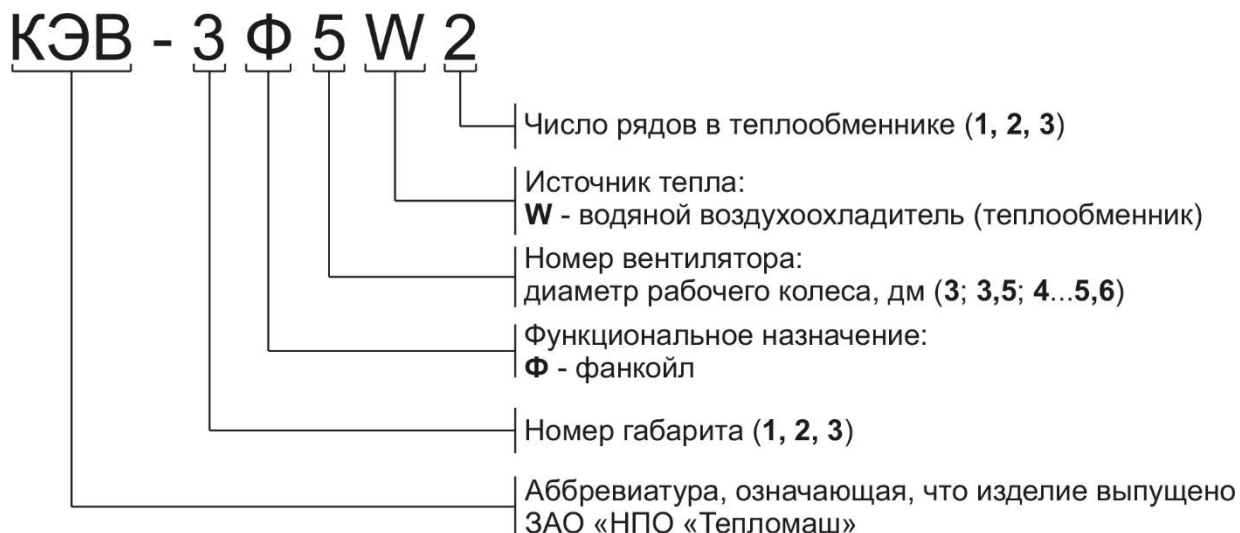 КЭВ - 3 Ф 5 W 2
Число рядов в теплообменнике (1, 2, 3)
Источник тепла:
W - водяной воздухоохладитель (теплообменник)
Номер вентилятора:
диаметр рабочего колеса, дм (3; 3,5; 4...5,6)
Функциональное назначение:
Ф - фанкойл
Номер габарита (1, 2, 3)
Аббревиатура, означающая, что изделие выпущено
ЗАО «НПО «Тепломаш»